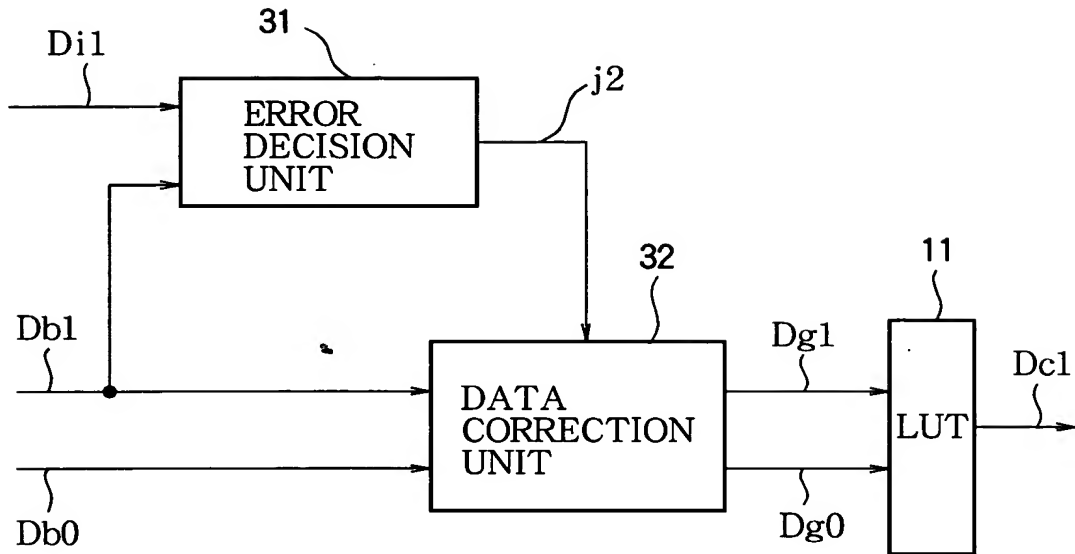 31
Di1
ERROR
DECISION
UNIT
j2
32
11
Db1
Dg1
Dc1
DATA
CORRECTION
UNIT
LUT
Db0
Dg0